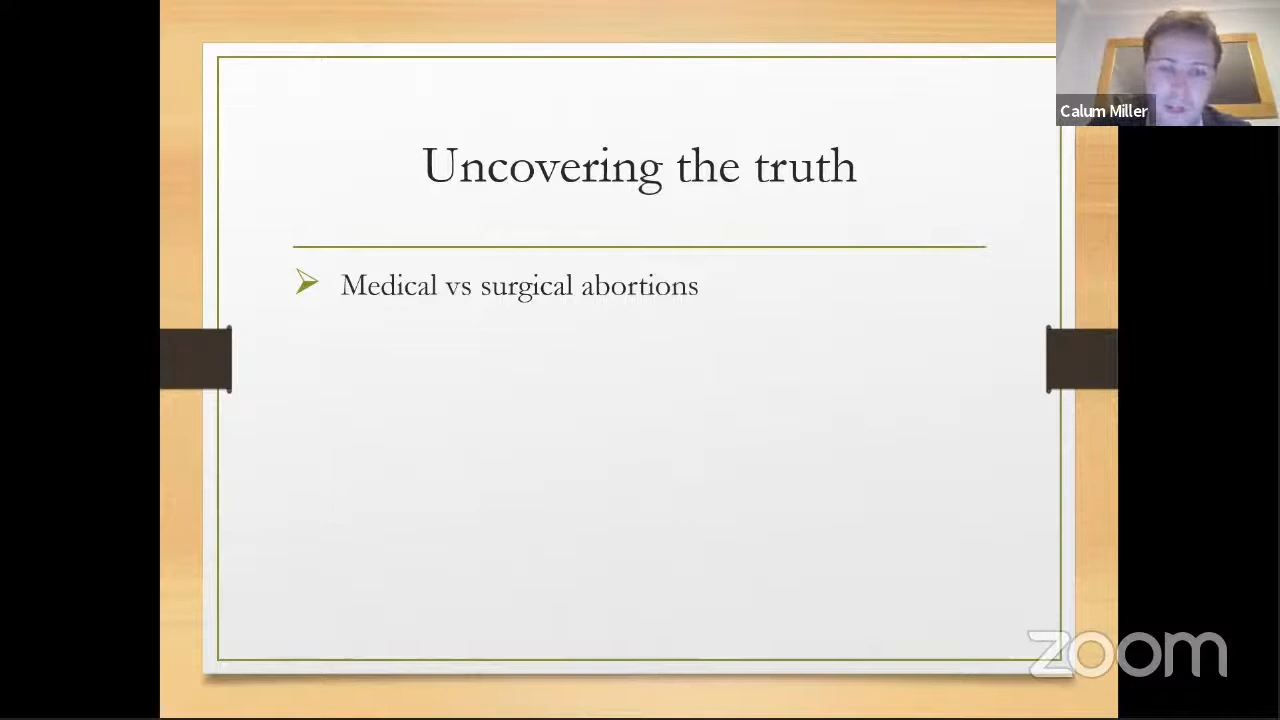 Calum Miller
Uncovering the truth
Medical vs surgical abortions
zoom